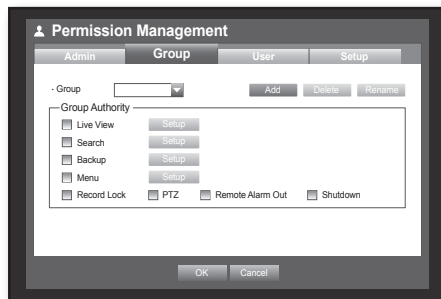 Permission Management
Admin Group User Setup
· Group Add Delete Rename
Group Authority
Live View Setup
Search Setup
Backup Setup
Menu Setup
Record Lock PTZ Remote Alarm Out Shutdown
OK Cancel